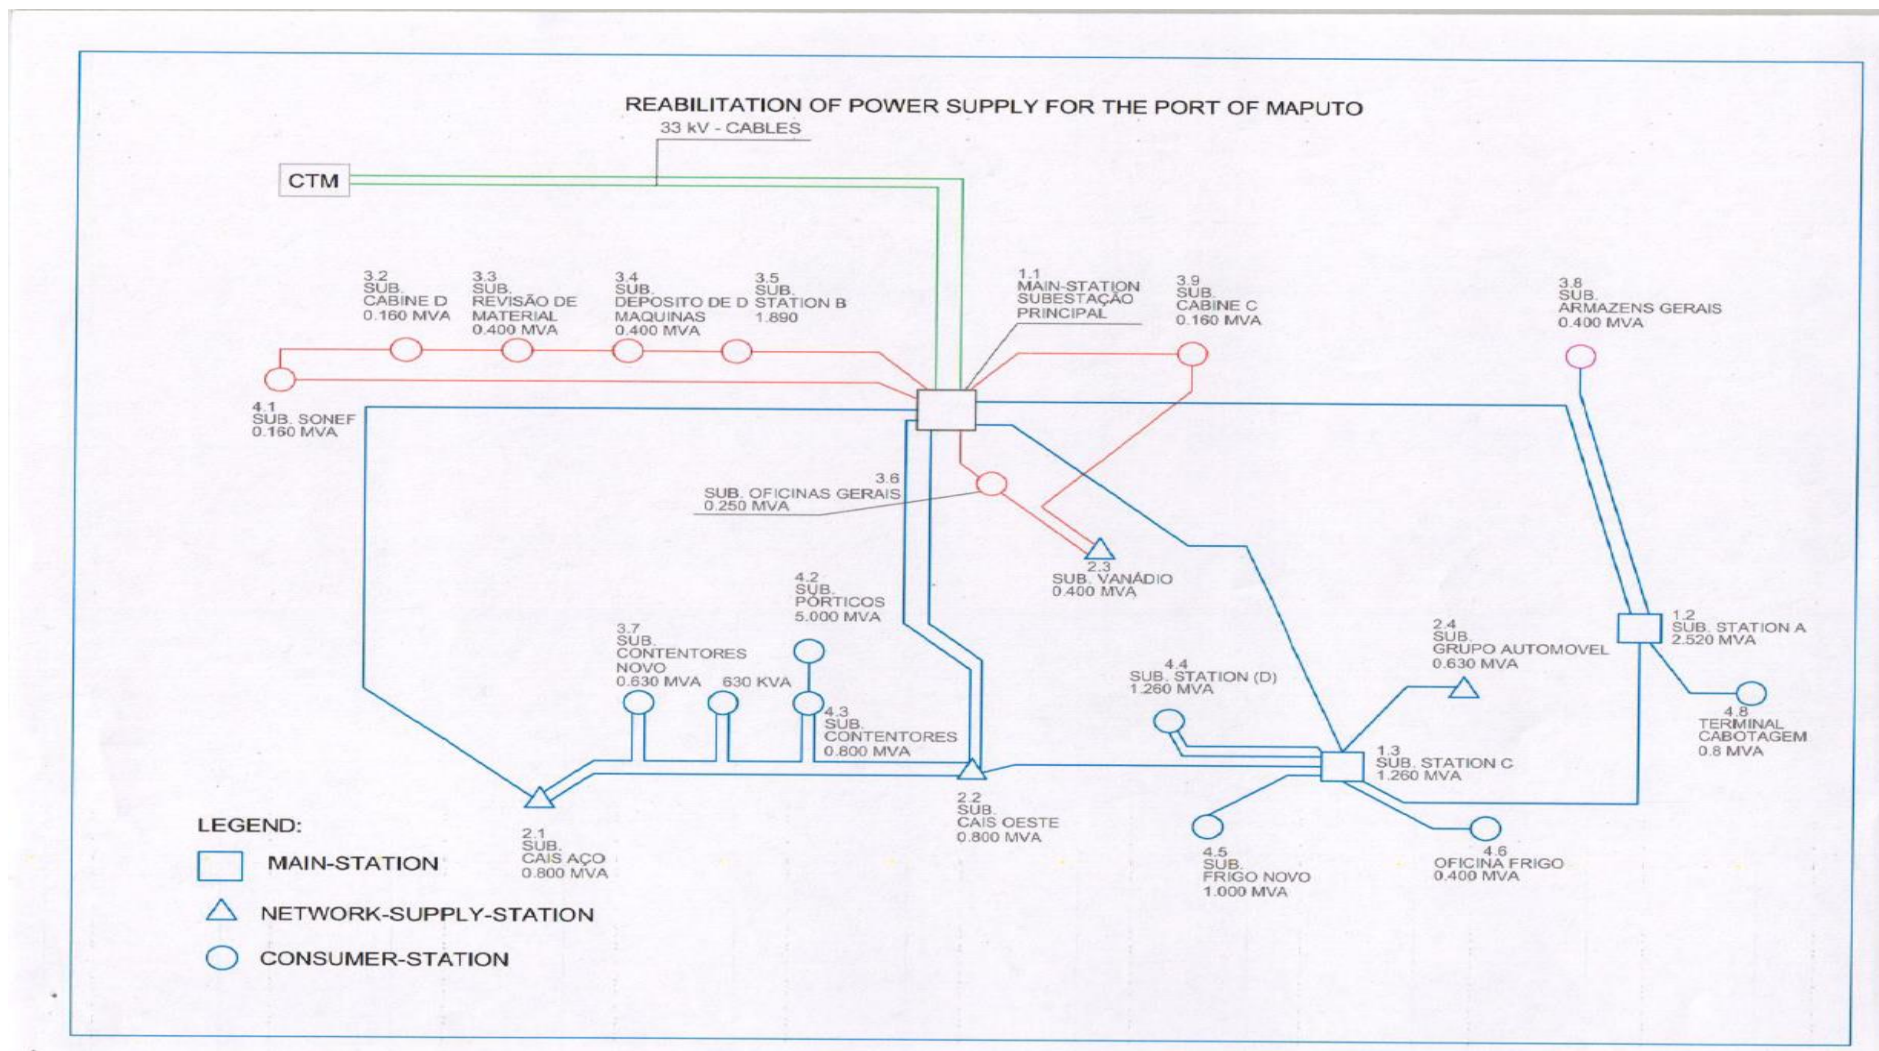 REABILITATION OF POWER SUPPLY FOR THE PORT OF MAPUTO
33 kV - CABLES
CTM
3.2
SUB.
CABINE D
0.160 MVA
3.3
SUB.
REVISÃO DE
MATERIAL
0.400 MVA
3.4
SUB.
DEPOSITO DE D
MAQUINAS
0.400 MVA
3.5
SUB.
STATION B
1.890
1.1
MAIN-STATION
SUBESTAÇÃO
PRINCIPAL
3.9
SUB.
CABINE C
0.160 MVA
3.8
SUB.
ARMAZENS GERAIS
0.400 MVA
4.1
SUB. SONEF
0.160 MVA
3.6
SUB. OFICINAS GERAIS
0.250 MVA
2.3
SUB. VANÁDIO
0.400 MVA
4.2
SUB.
PÓRTICOS
5.000 MVA
3.7
SUB.
CONTENTORES
NOVO
0.630 MVA
630 KVA
4.3
SUB.
CONTENTORES
0.800 MVA
4.4
SUB. STATION (D)
1.260 MVA
2.4
SUB.
GRUPO AUTOMOVEL
0.630 MVA
1.2
SUB. STATION A
2.520 MVA
4.8
TERMINAL
CABOTAGEM
0.8 MVA
1.3
SUB. STATION C
1.260 MVA
2.2
SUB.
CAIS OESTE
0.800 MVA
2.1
SUB.
CAIS AÇO
0.800 MVA
4.5
SUB.
FRIGO NOVO
1.000 MVA
4.6
OFICINA FRIGO
0.400 MVA
LEGEND:
MAIN-STATION
NETWORK-SUPPLY-STATION
CONSUMER-STATION